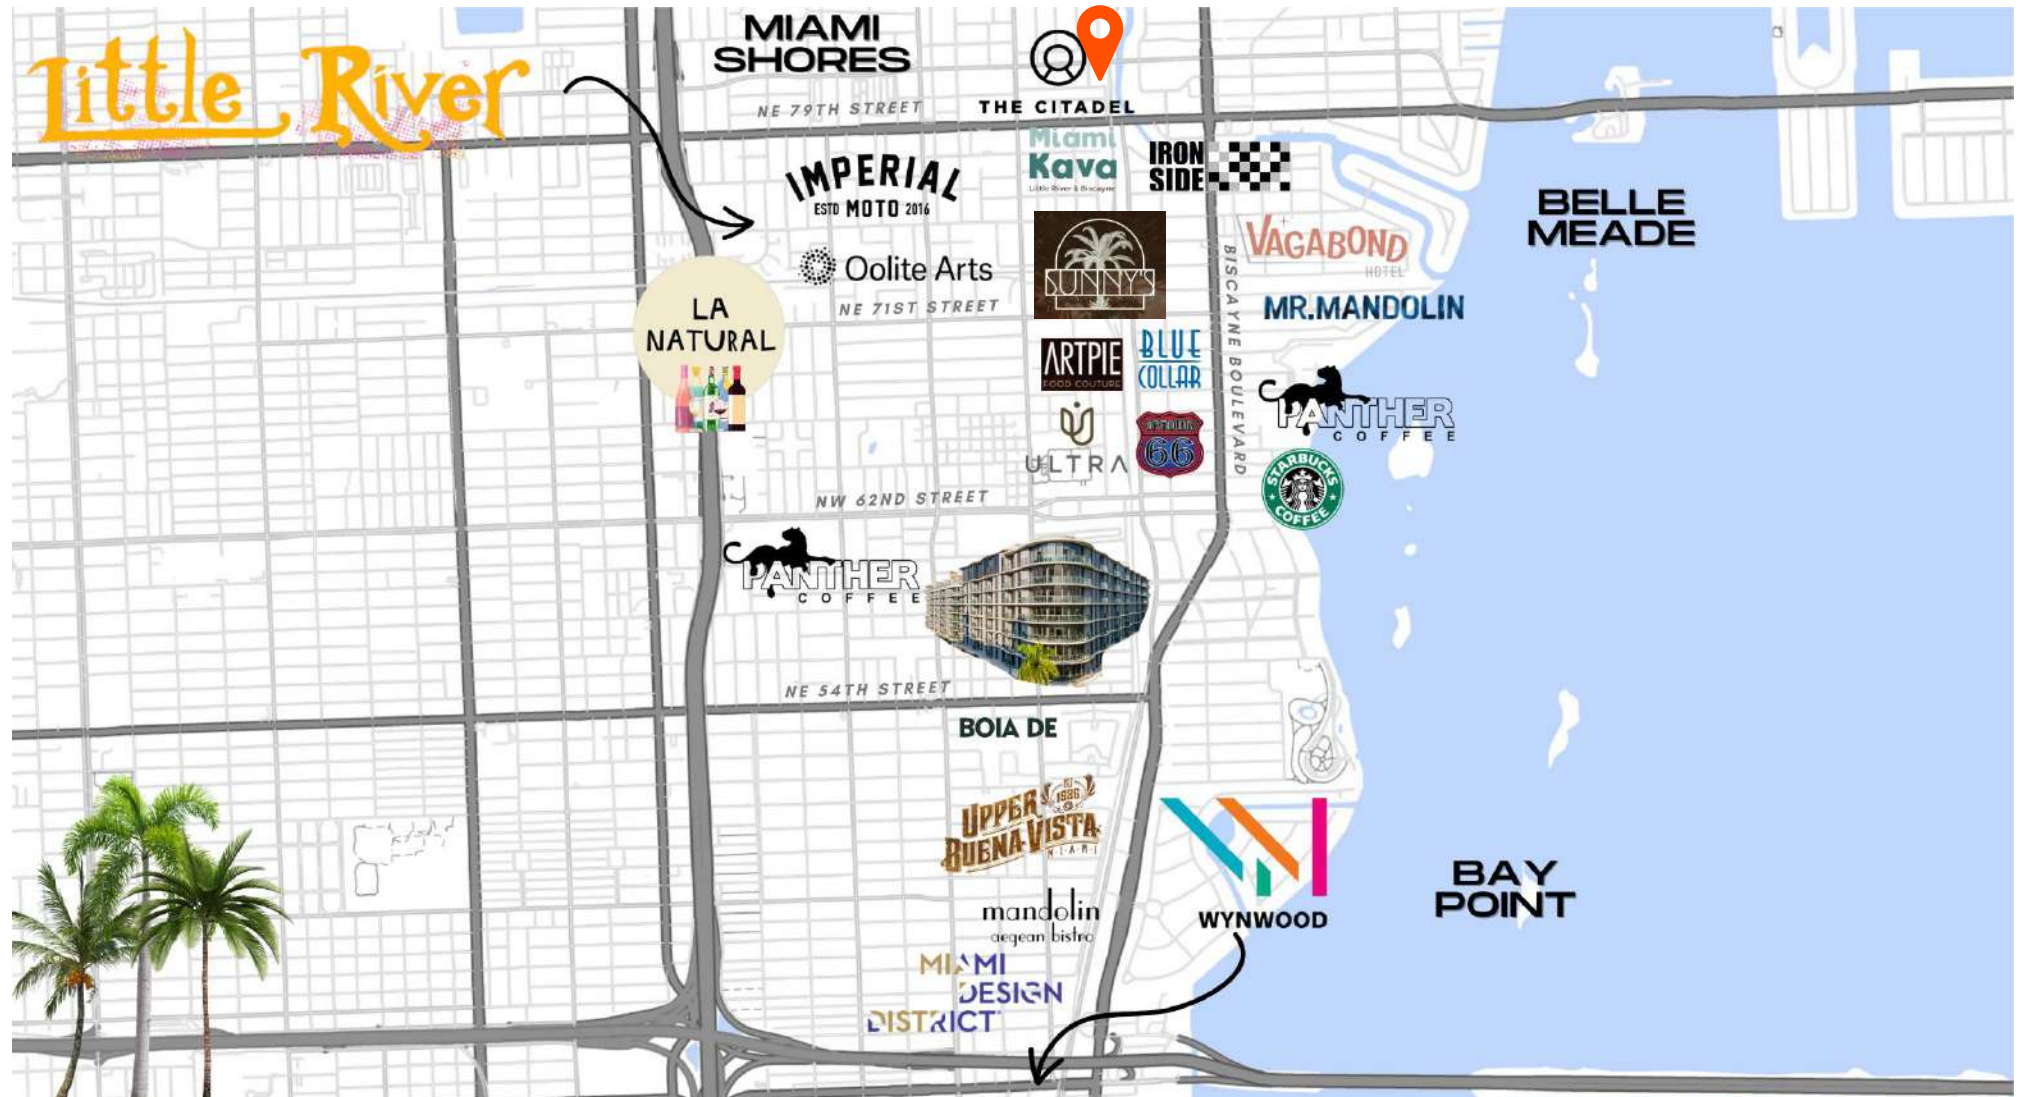 Little River
MIAMI
SHORES
NE 79TH STREET
THE CITADEL
Miami
Kava
Little River & Biscayne
IRON
SIDE
IMPERIAL
ESTD MOTO 2016
Oolite Arts
NE 71ST STREET
LA
NATURAL
SUNNY'S
VAGABOND
HOTEL
BELLE
MEADE
MR.MANDOLIN
BISCAYNE BOULEVARD
ARTPIE
FOOD COUTURE
BLUE
COLLAR
PANTHER
COFFEE
ULTRA
66
STARBUCKS
COFFEE
NW 62ND STREET
PANTHER
COFFEE
NE 54TH STREET
BOIA DE
UPPER
1926
BUENA VISTA
MIAMI
mandolin
aegean bistro
MIAMI
DESIGN
DISTRICT
WYNWOOD
BAY
POINT